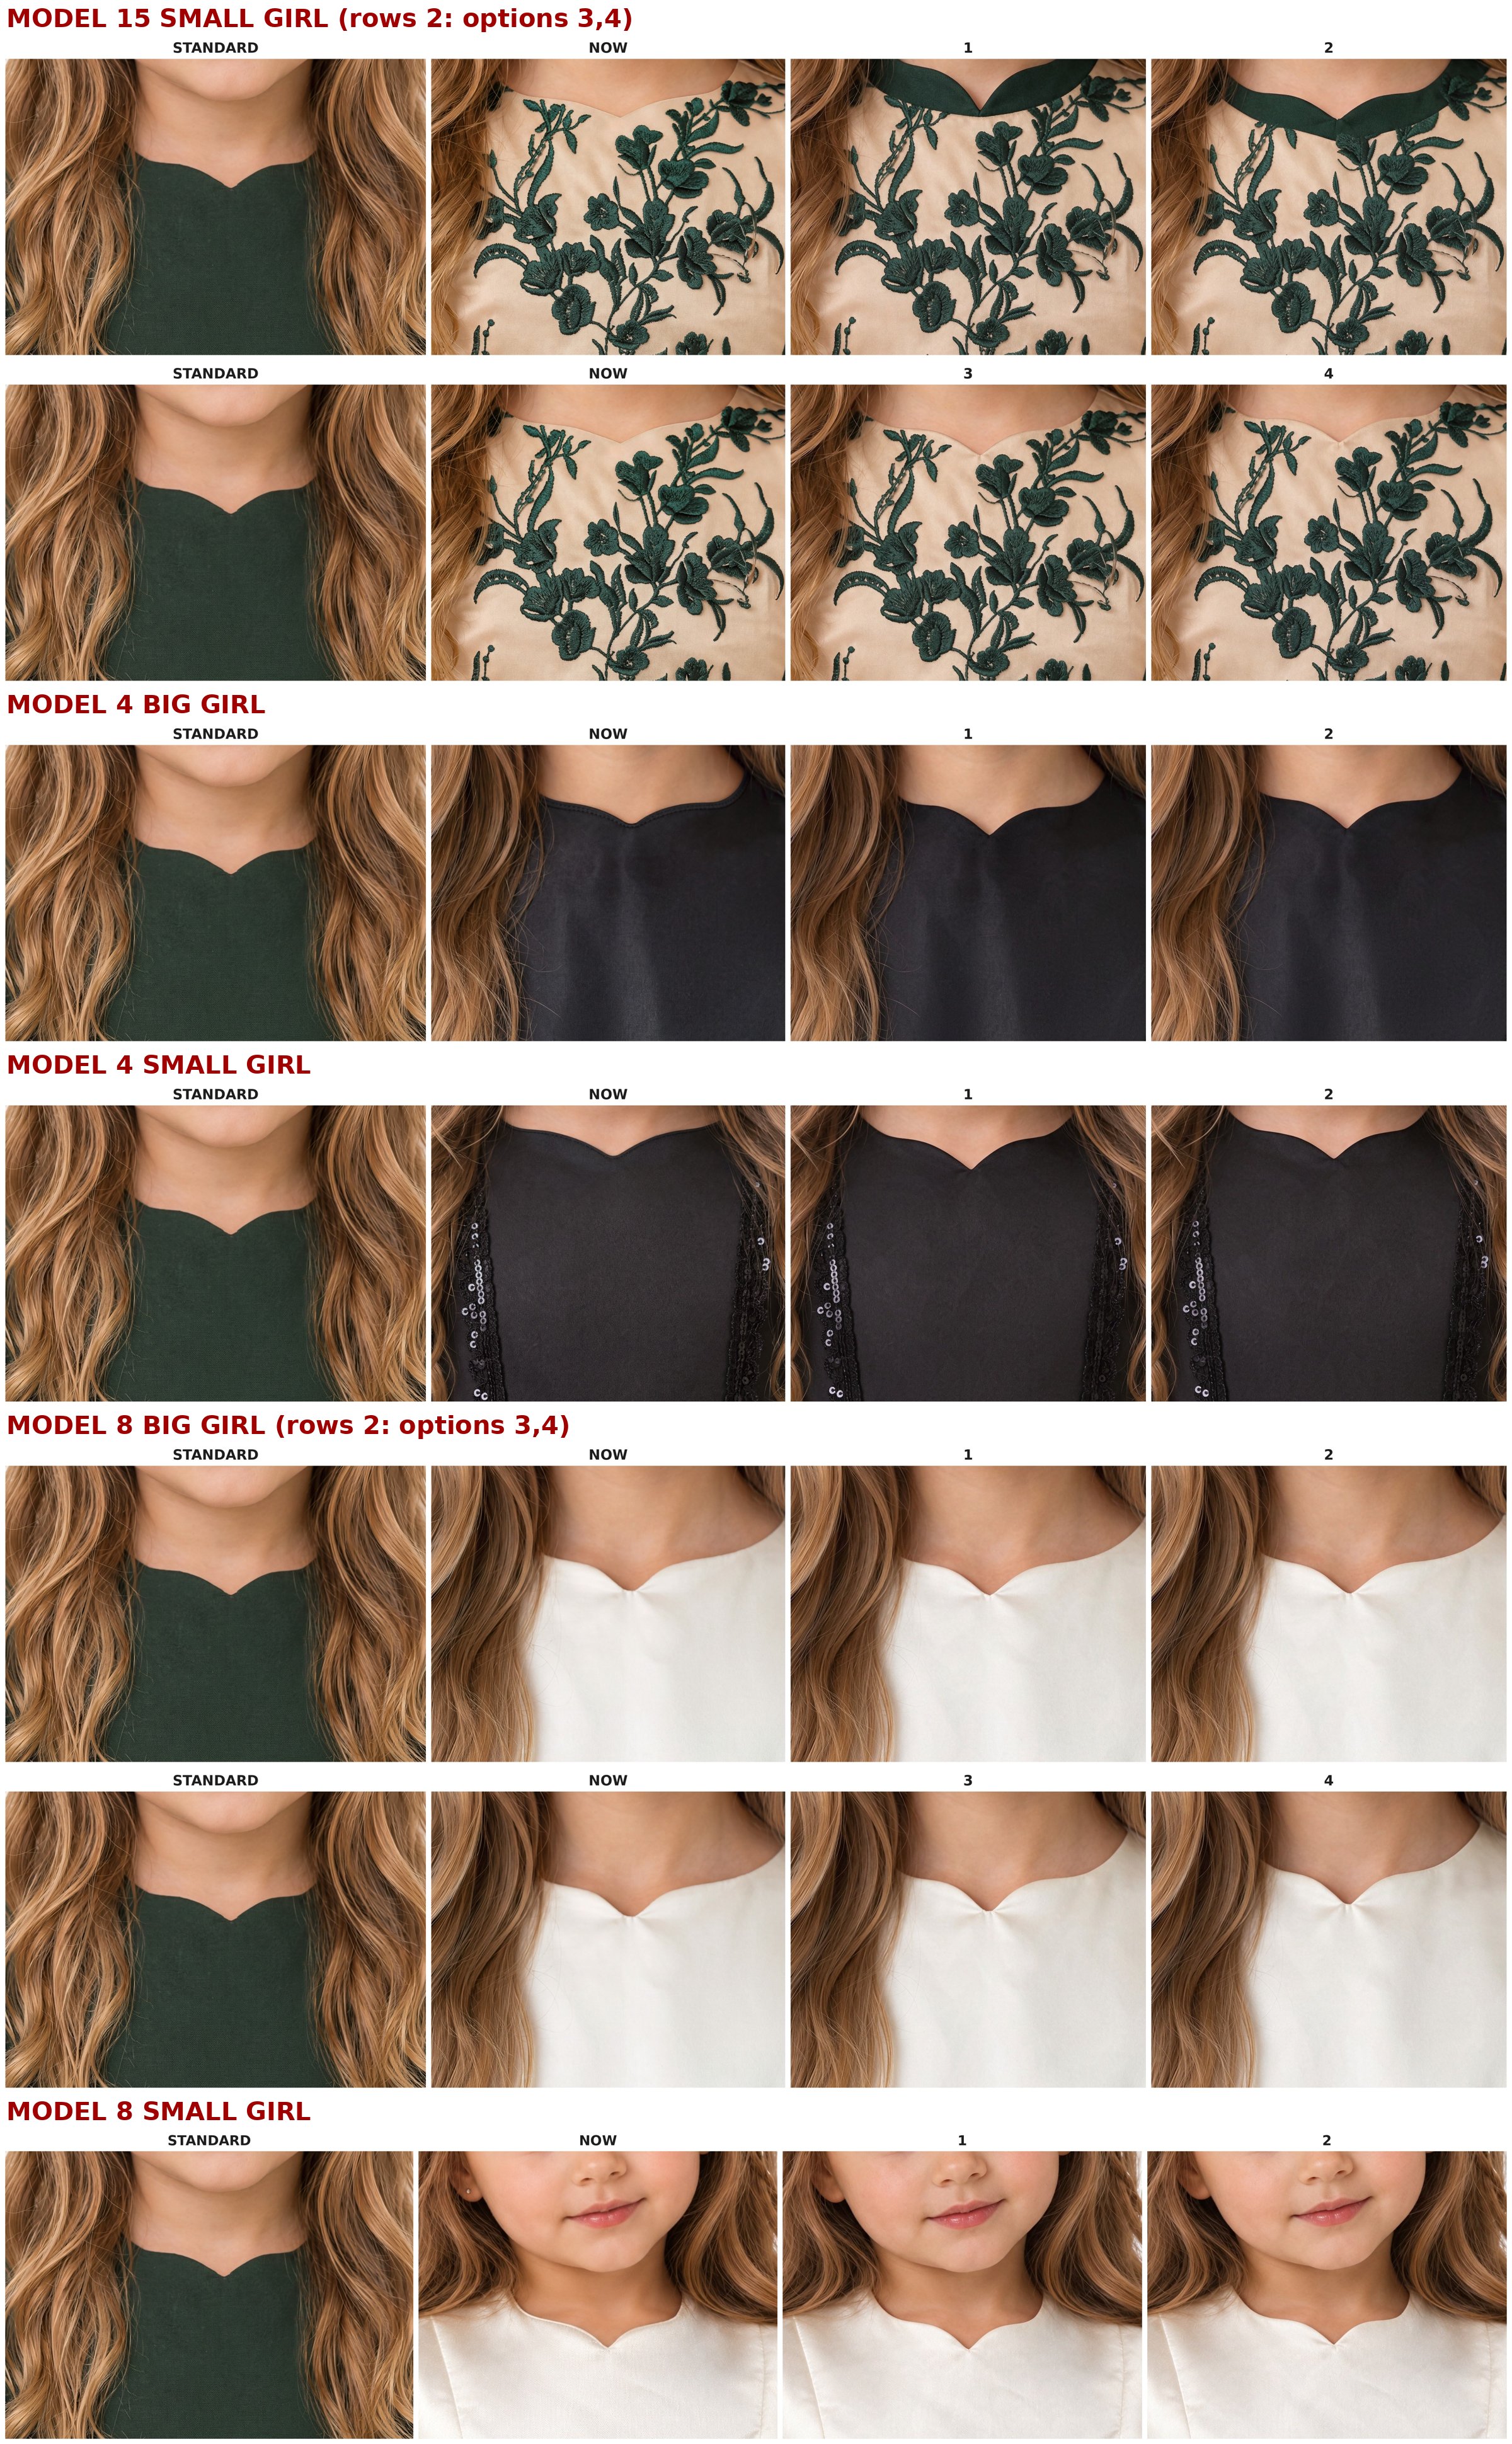 MODEL 15 SMALL GIRL (rows 2: options 3,4)
STANDARD NOW 1 2
STANDARD NOW 3 4
MODEL 4 BIG GIRL
STANDARD NOW 1 2
MODEL 4 SMALL GIRL
STANDARD NOW 1 2
MODEL 8 BIG GIRL (rows 2: options 3,4)
STANDARD NOW 1 2
STANDARD NOW 3 4
MODEL 8 SMALL GIRL
STANDARD NOW 1 2